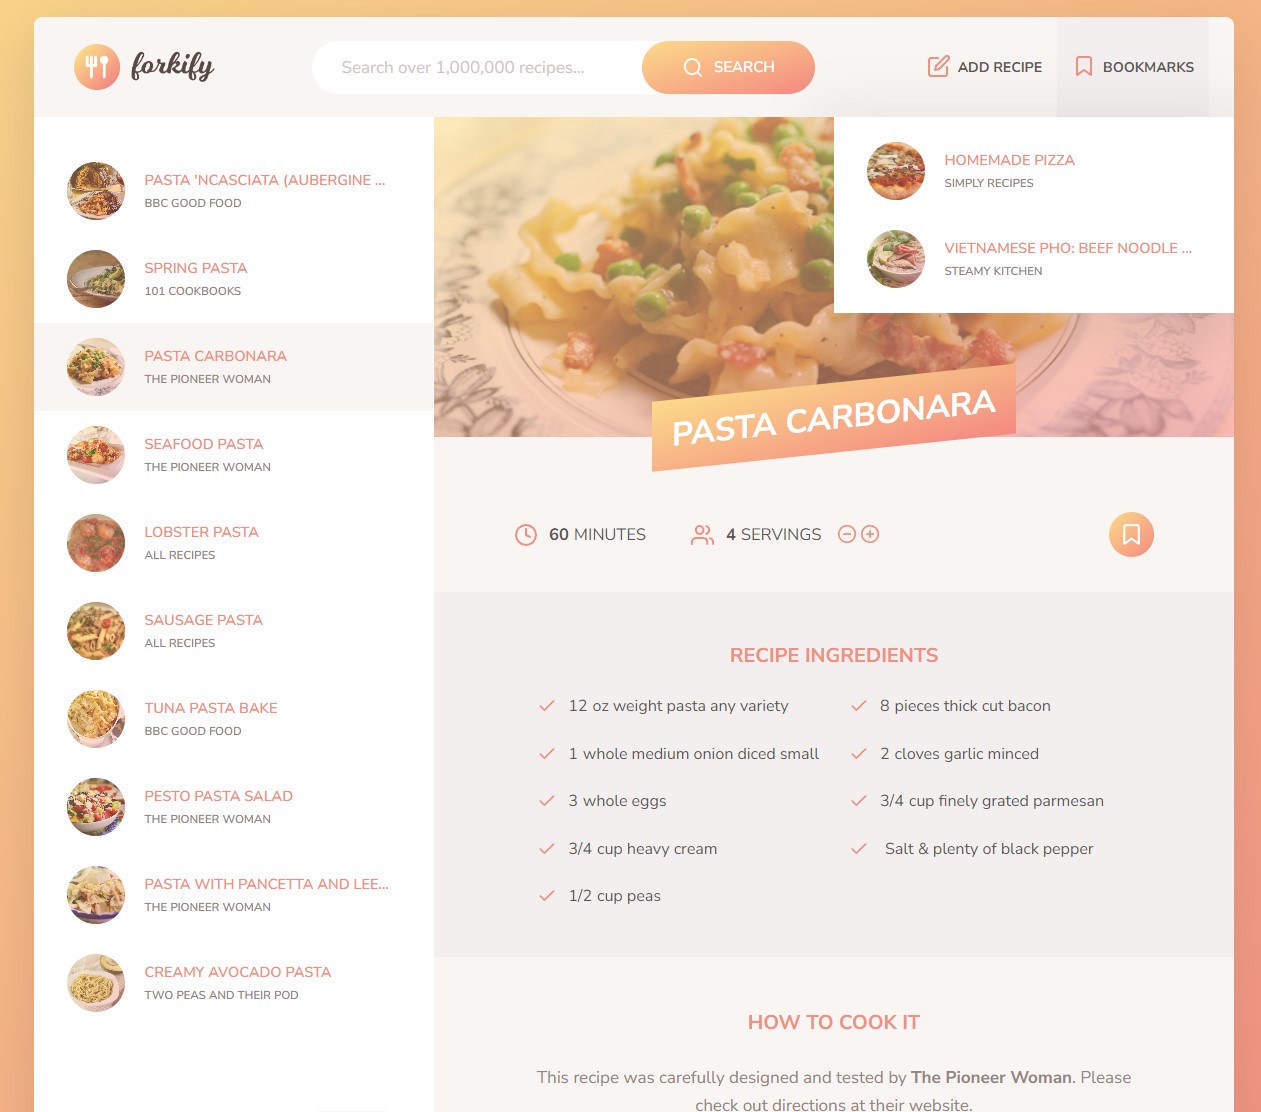 forkify
Search over 1,000,000 recipes...
SEARCH
ADD RECIPE
BOOKMARKS
PASTA 'NCASCIATA (AUBERGINE ...
BBC GOOD FOOD
SPRING PASTA
101 COOKBOOKS
PASTA CARBONARA
THE PIONEER WOMAN
SEAFOOD PASTA
THE PIONEER WOMAN
LOBSTER PASTA
ALL RECIPES
SAUSAGE PASTA
ALL RECIPES
TUNA PASTA BAKE
BBC GOOD FOOD
PESTO PASTA SALAD
THE PIONEER WOMAN
PASTA WITH PANCETTA AND LEE...
THE PIONEER WOMAN
CREAMY AVOCADO PASTA
TWO PEAS AND THEIR POD
HOMEMADE PIZZA
SIMPLY RECIPES
VIETNAMESE PHO: BEEF NOODLE ...
STEAMY KITCHEN
PASTA CARBONARA
60 MINUTES
4 SERVINGS
RECIPE INGREDIENTS
12 oz weight pasta any variety
8 pieces thick cut bacon
1 whole medium onion diced small
2 cloves garlic minced
3 whole eggs
3/4 cup finely grated parmesan
3/4 cup heavy cream
Salt & plenty of black pepper
1/2 cup peas
HOW TO COOK IT
This recipe was carefully designed and tested by The Pioneer Woman. Please
check out directions at their website.